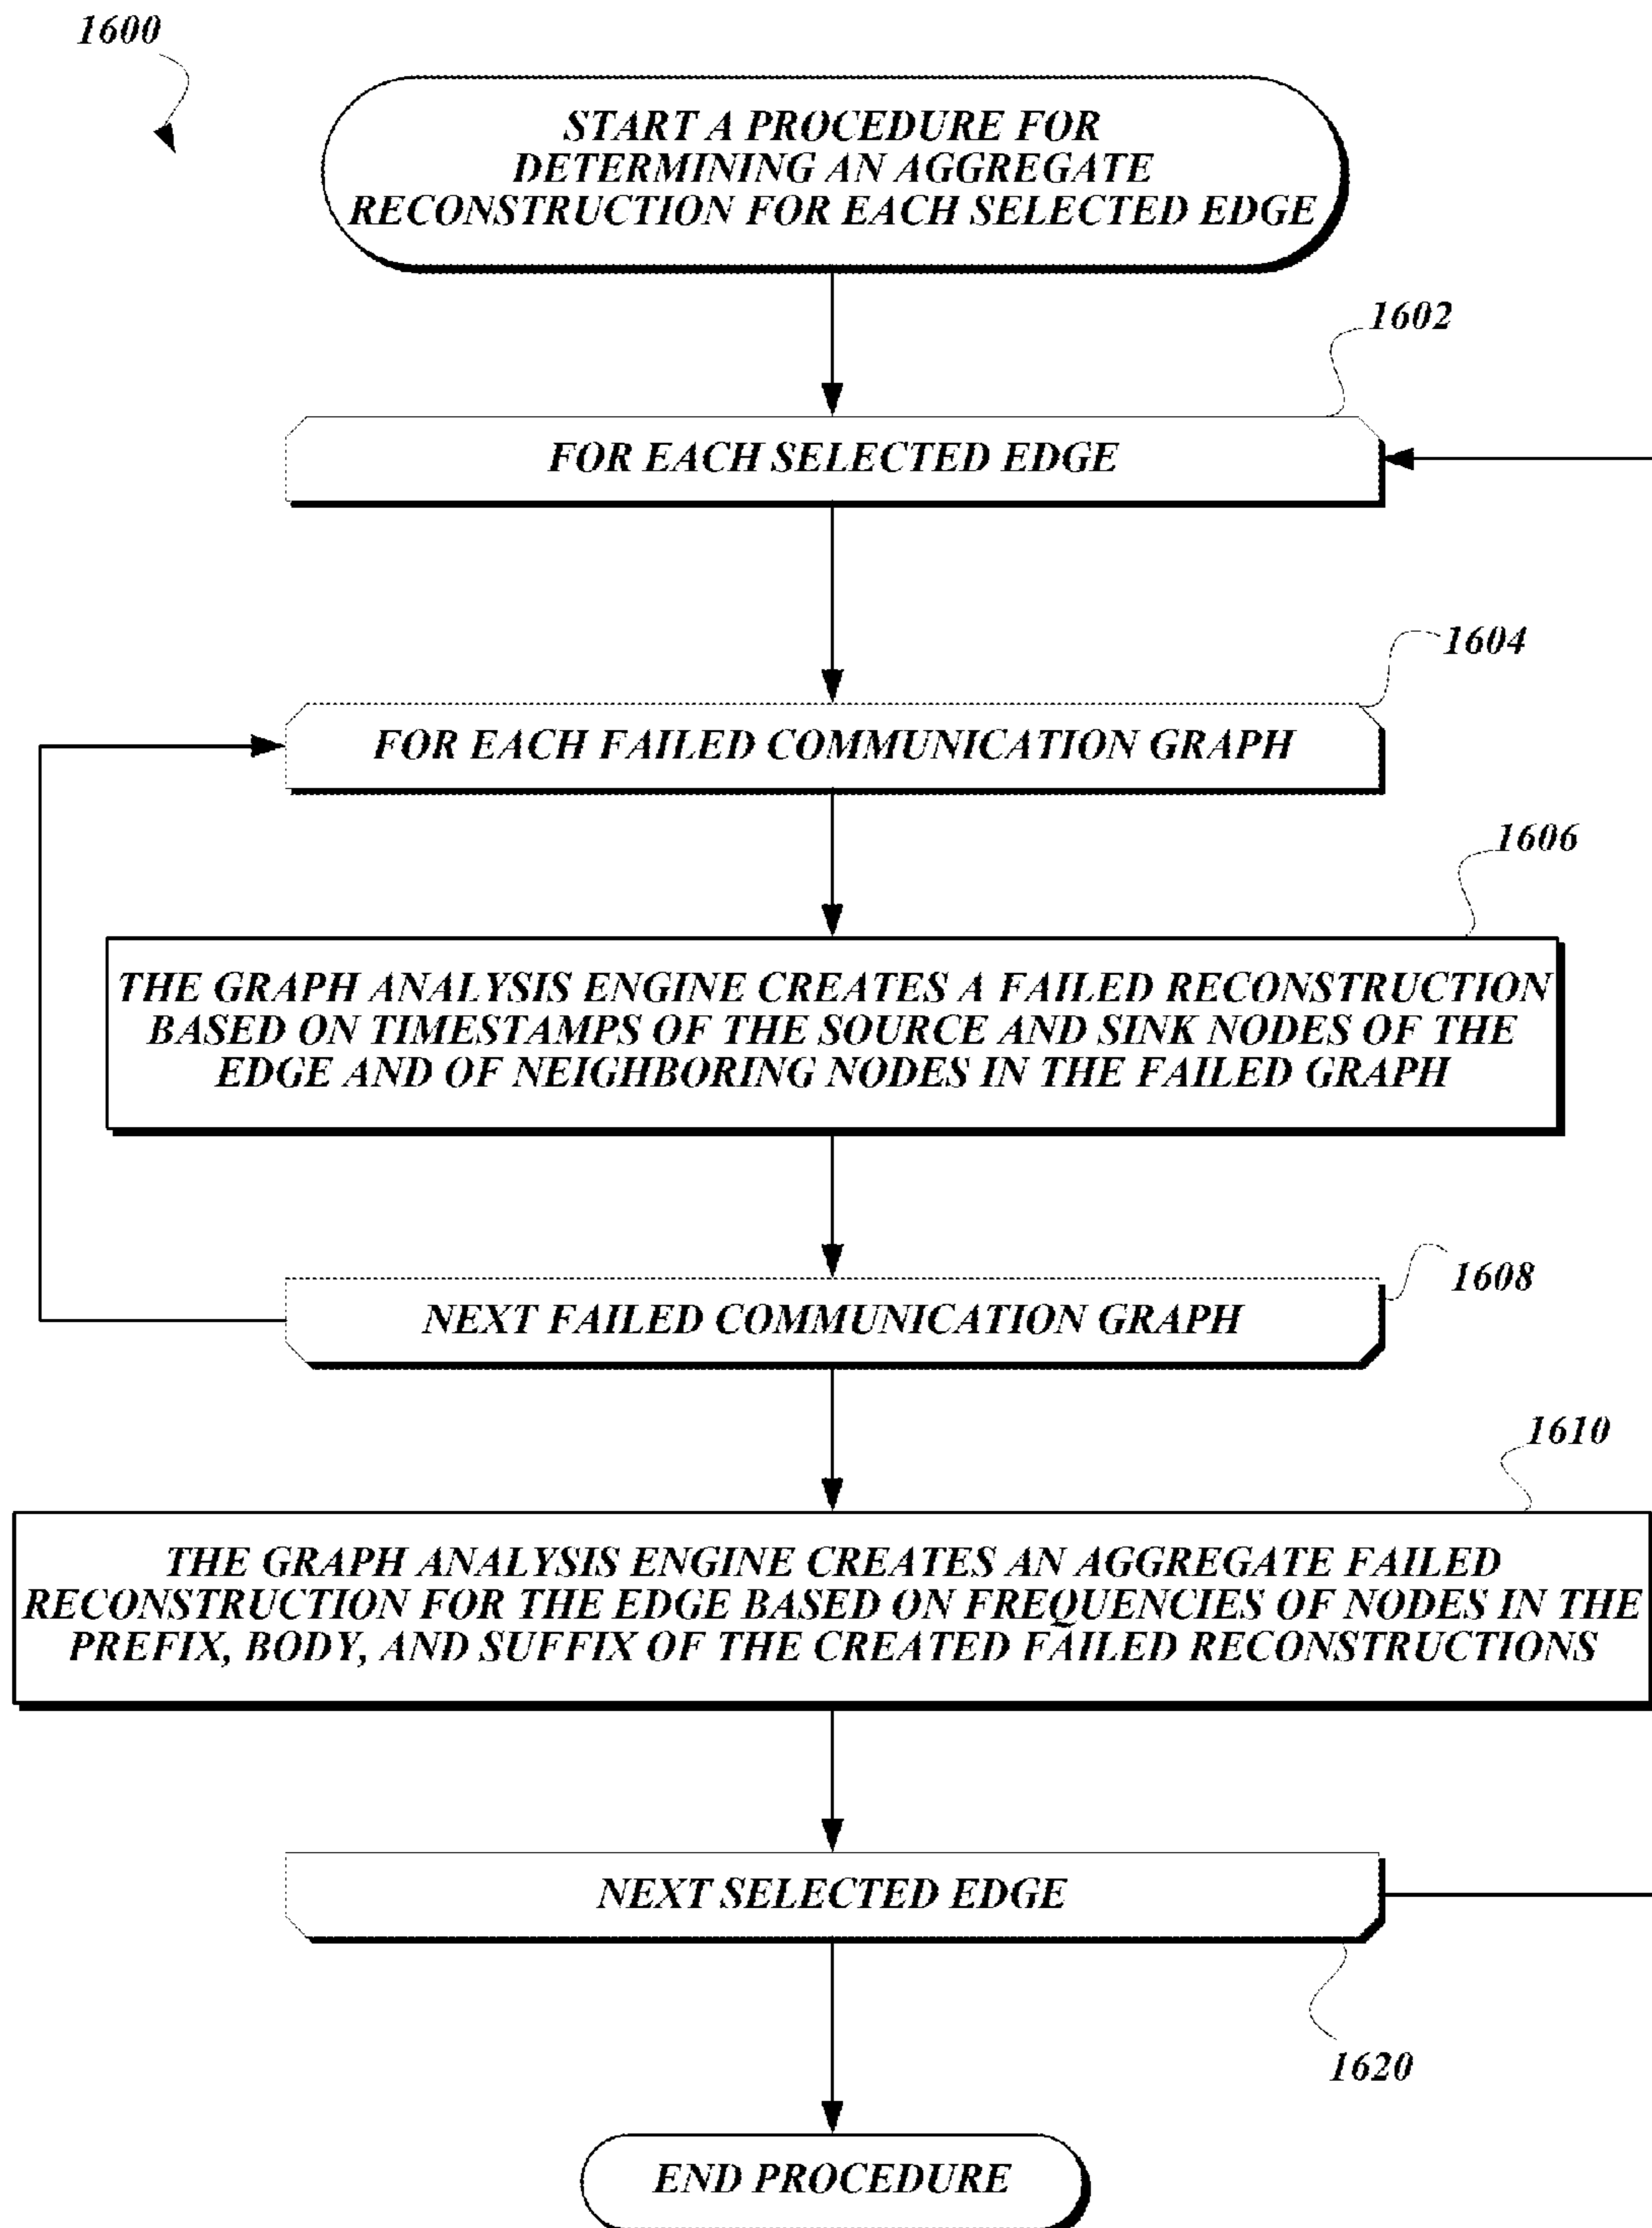 1600
START A PROCEDURE FOR
DETERMINING AN AGGREGATE
RECONSTRUCTION FOR EACH SELECTED EDGE
1602
FOR EACH SELECTED EDGE
1604
FOR EACH FAILED COMMUNICATION GRAPH
1606
THE GRAPH ANALYSIS ENGINE CREATES A FAILED RECONSTRUCTION
BASED ON TIMESTAMPS OF THE SOURCE AND SINK NODES OF THE
EDGE AND OF NEIGHBORING NODES IN THE FAILED GRAPH
1608
NEXT FAILED COMMUNICATION GRAPH
1610
THE GRAPH ANALYSIS ENGINE CREATES AN AGGREGATE FAILED
RECONSTRUCTION FOR THE EDGE BASED ON FREQUENCIES OF NODES IN THE
PREFIX, BODY, AND SUFFIX OF THE CREATED FAILED RECONSTRUCTIONS
NEXT SELECTED EDGE
1620
END PROCEDURE